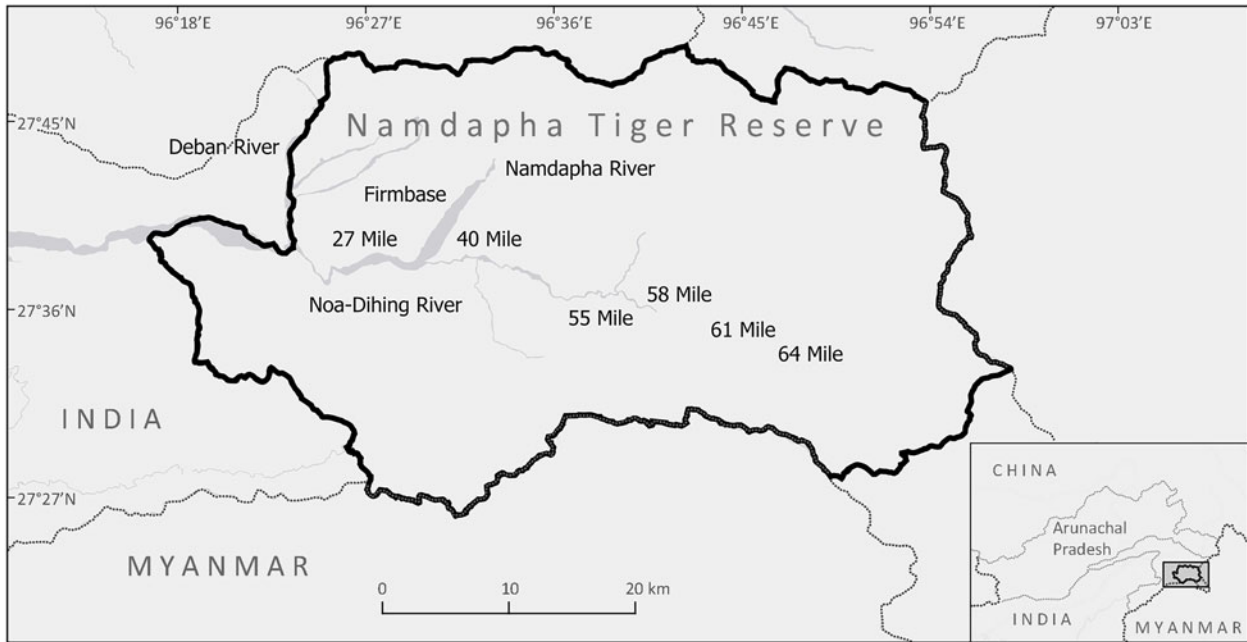 96°18'E 96°27'E 96°36'E 96°45'E 96°54'E 97°03'E
27°45'N
27°36'N
27°27'N
Namdapha Tiger Reserve
Deban River
Namdapha River
Firmbase
27 Mile
40 Mile
Noa-Dihing River
58 Mile
55 Mile
61 Mile
64 Mile
INDIA
MYANMAR
0 10 20 km
CHINA
Arunachal
Pradesh
INDIA
MYANMAR